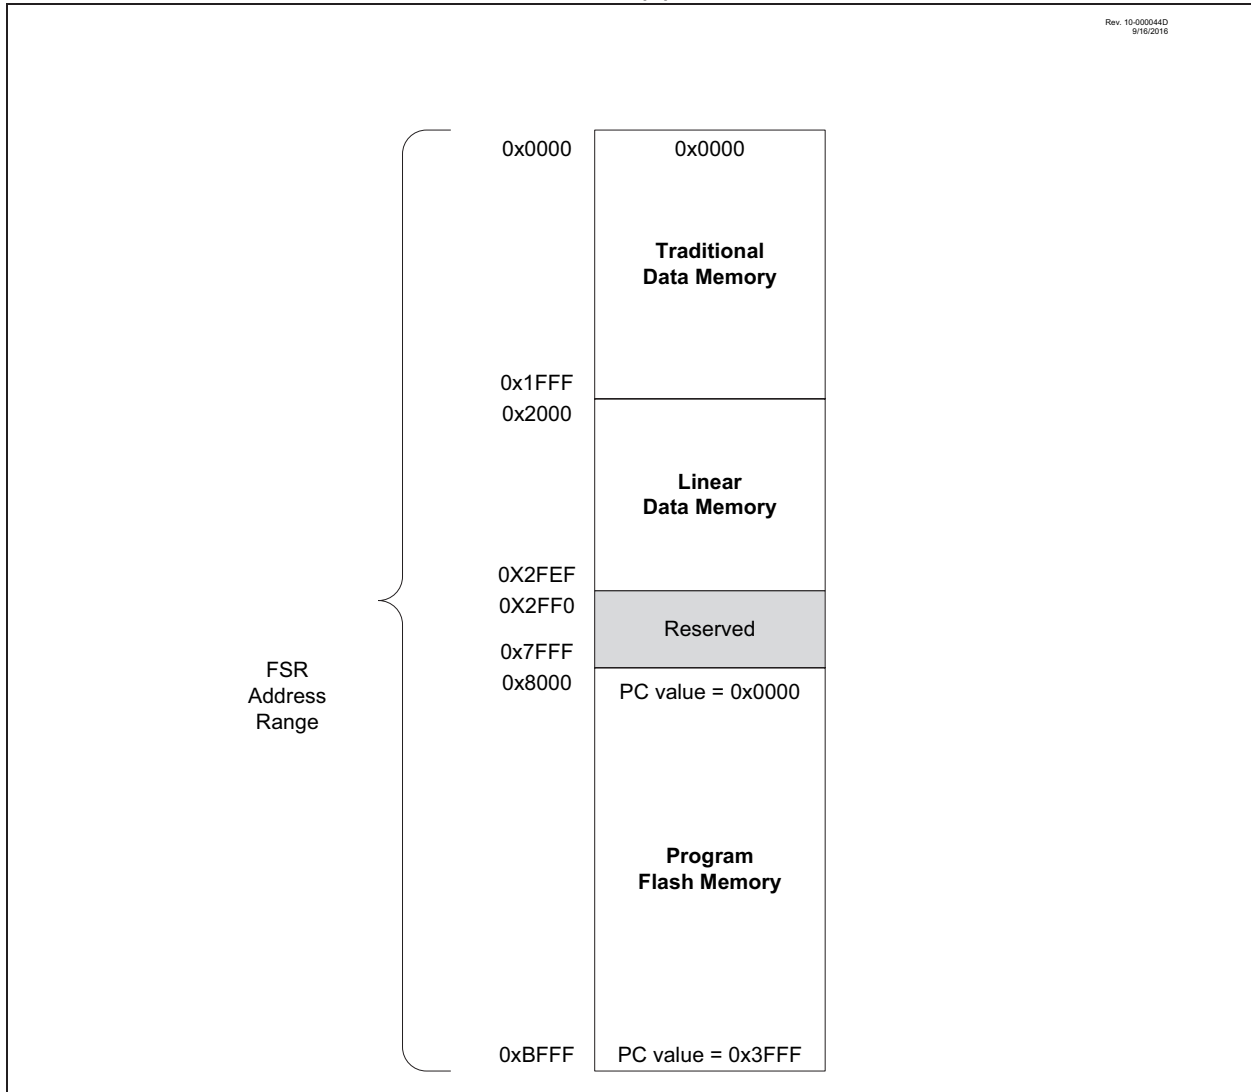 Rev. 10-000044D
9/16/2016
0x0000
0x0000
Traditional
Data Memory
0x1FFF
0x2000
Linear
Data Memory
0X2FEF
0X2FF0
Reserved
0x7FFF
0x8000
PC value = 0x0000
FSR
Address
Range
Program
Flash Memory
0xBFFF
PC value = 0x3FFF